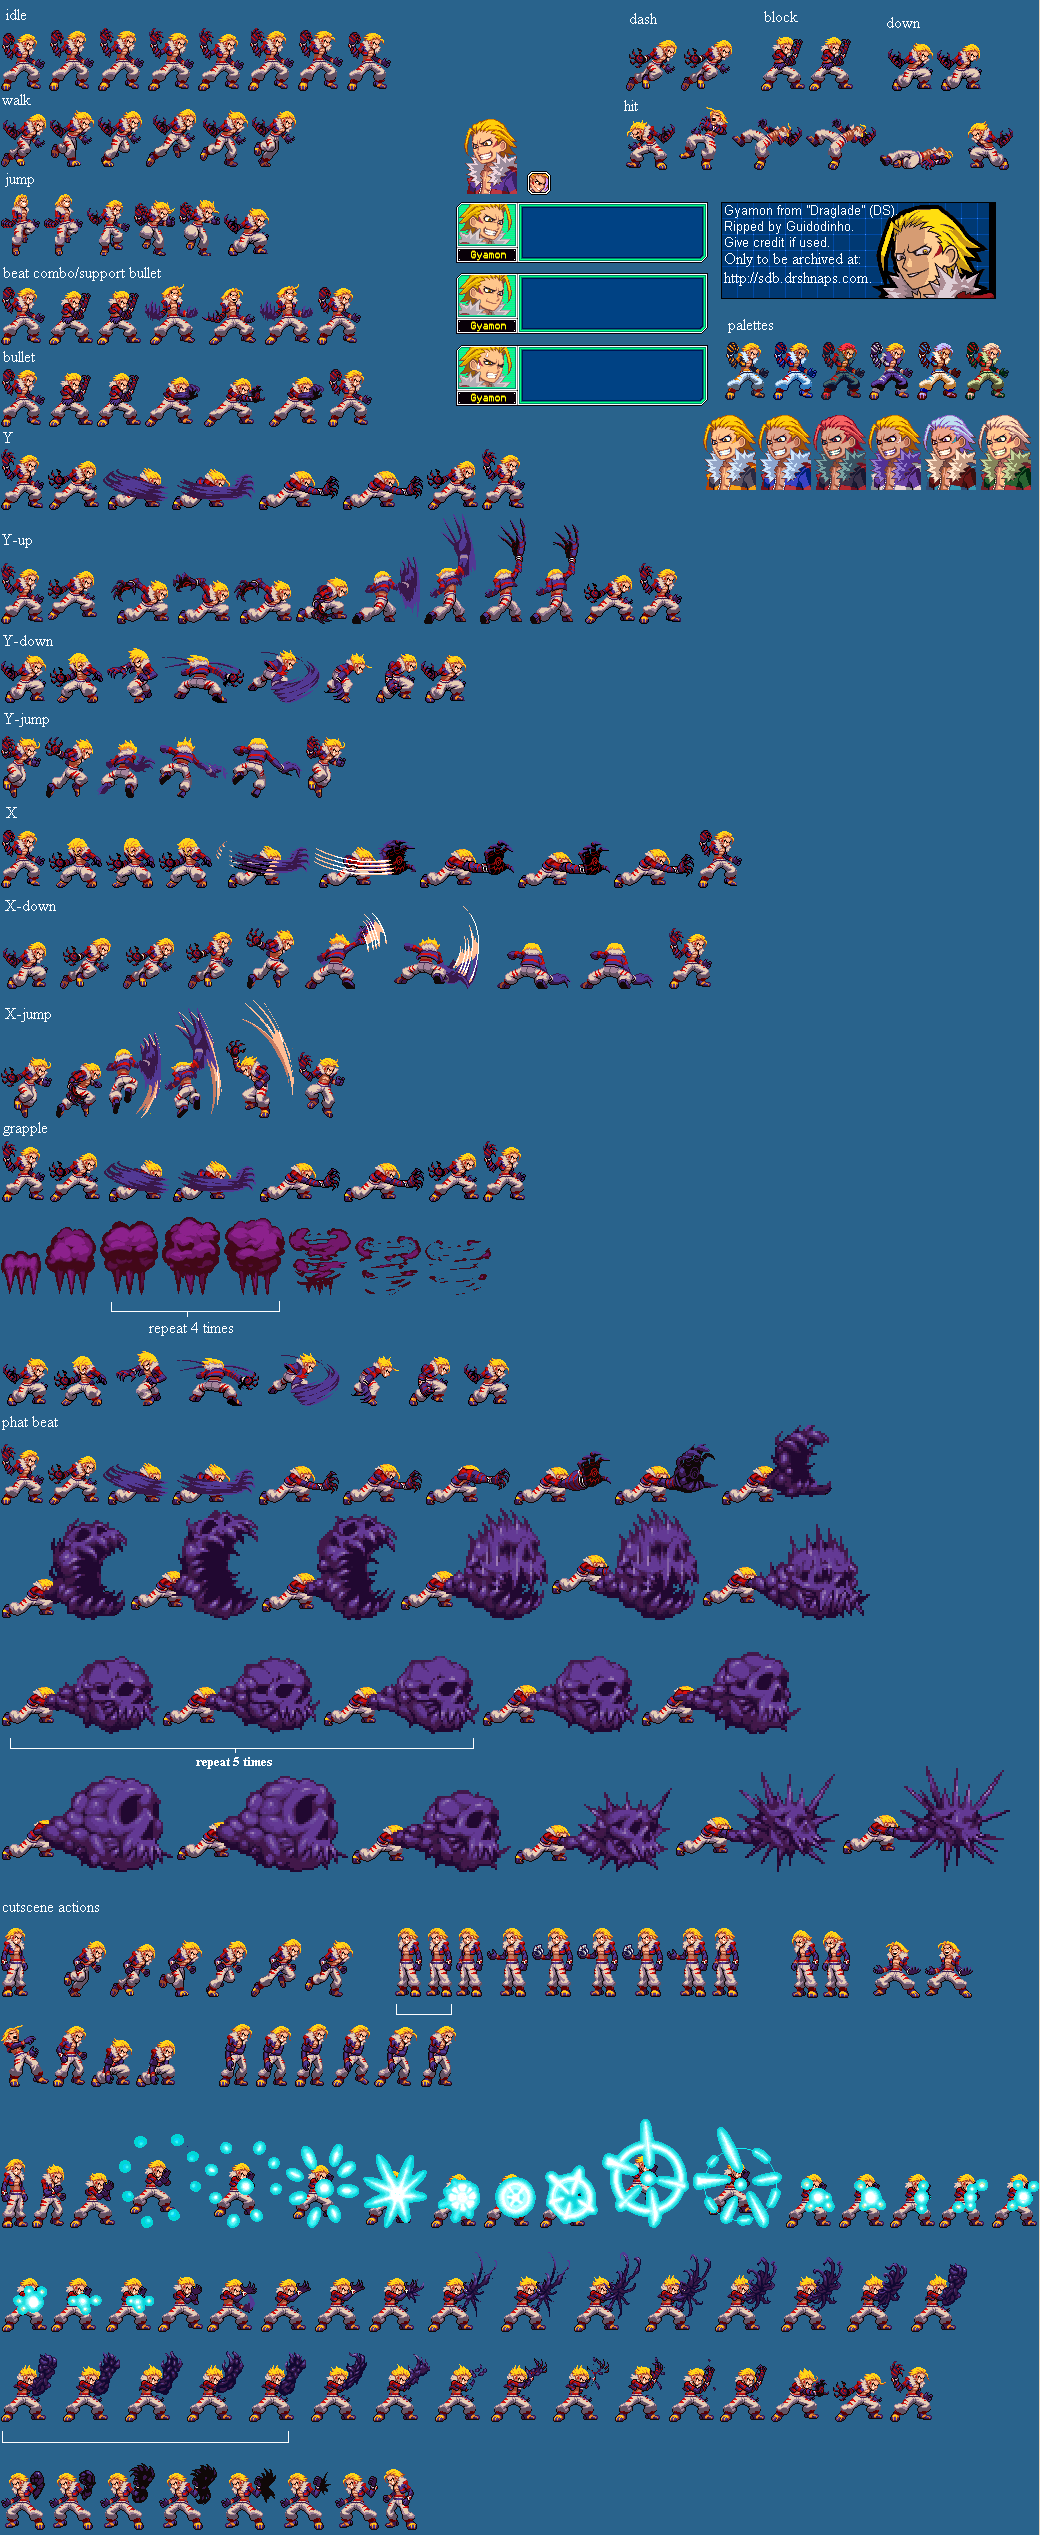 idle
dash
block
down
walk
hit
jump
Gyamon from "Draglade" (DS)
Ripped by Guidodinho.
Give credit if used.
Only to be archived at:
http://sdb.drshnaps.com.
Gyamon
beat combo/support bullet
Gyamon
palettes
bullet
Gyamon
Y
Y-up
Y-down
Y-jump
X
X-down
X-jump
grapple
repeat 4 times
phat beat
repeat 5 times
cutscene actions